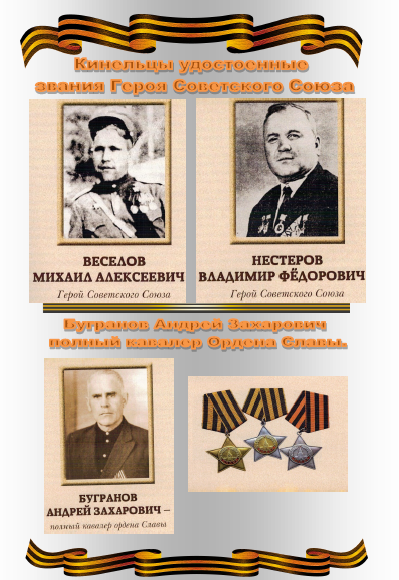 Кинельцы удостоенные
звания Героя Советского Союза
ВЕСЕЛОВ
МИХАИЛ АЛЕКСЕЕВИЧ
Герой Советского Союза
НЕСТЕРОВ
ВЛАДИМИР ФЁДОРОВИЧ
Герой Советского Союза
Бугранов Андрей Захарович
полный кавалер Ордена Славы.
БУГРАНОВ
АНДРЕЙ ЗАХАРОВИЧ –
полный кавалер ордена Славы